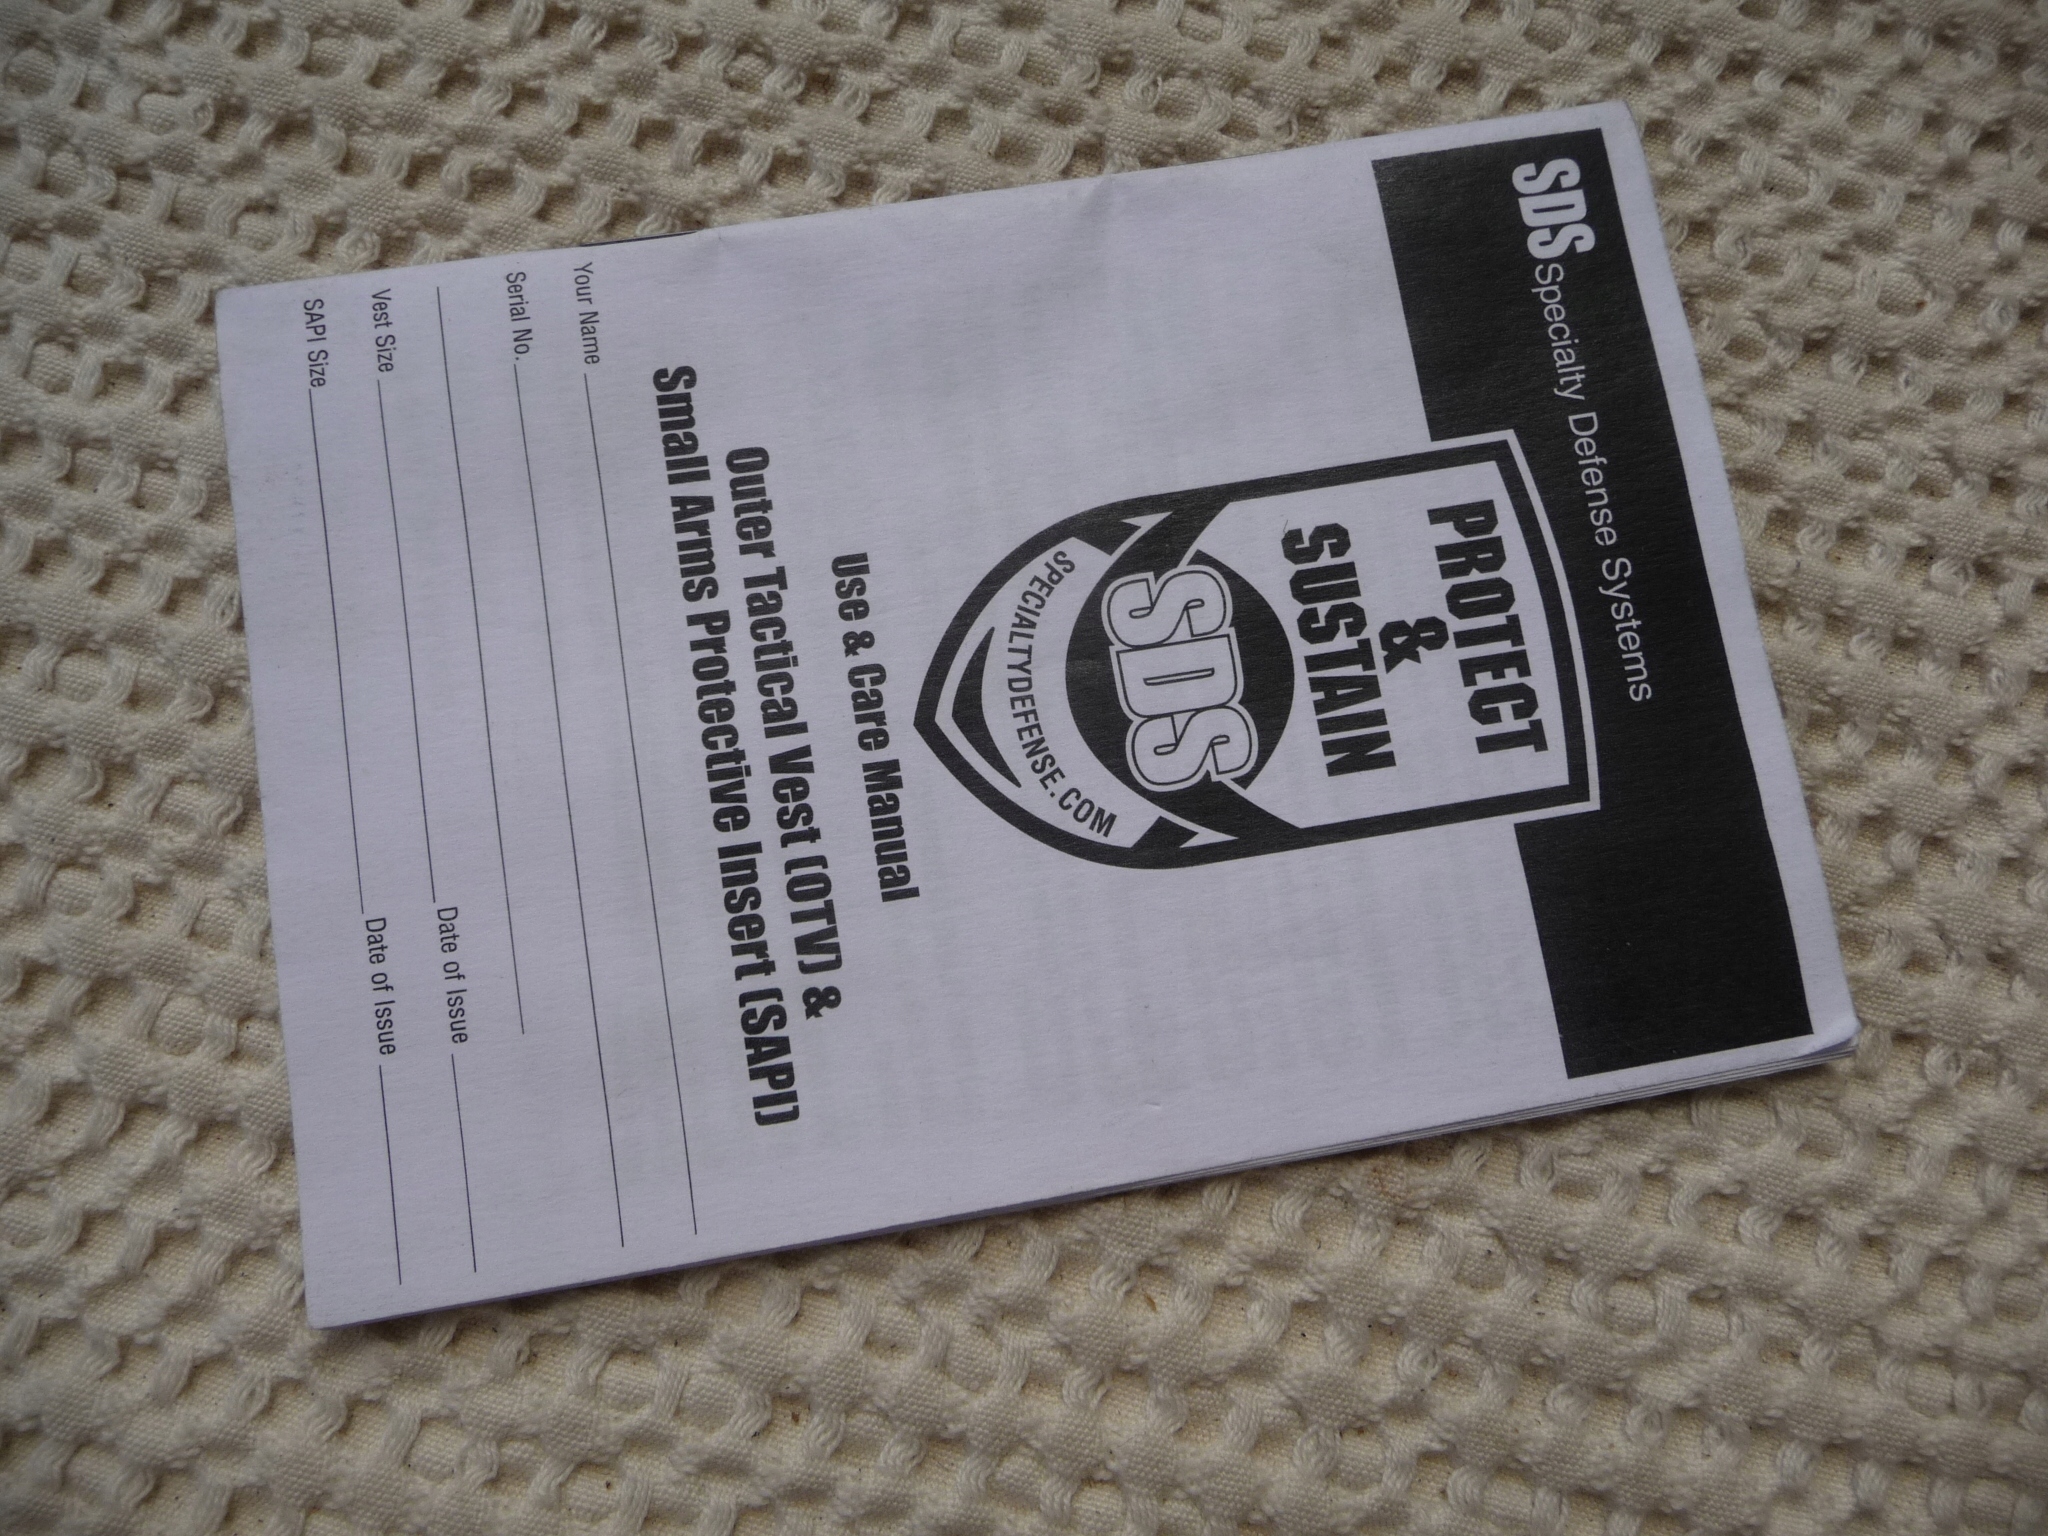 SDS Specialty Defense Systems
PROTECT
&
SUSTAIN
SDS
SPECIALTYDEFENSE.COM
Use & Care Manual
Outer Tactical Vest (OTV) &
Small Arms Protective Insert (SAPI)
Your Name
Serial No.
Vest Size Date of Issue
SAPI Size Date of Issue